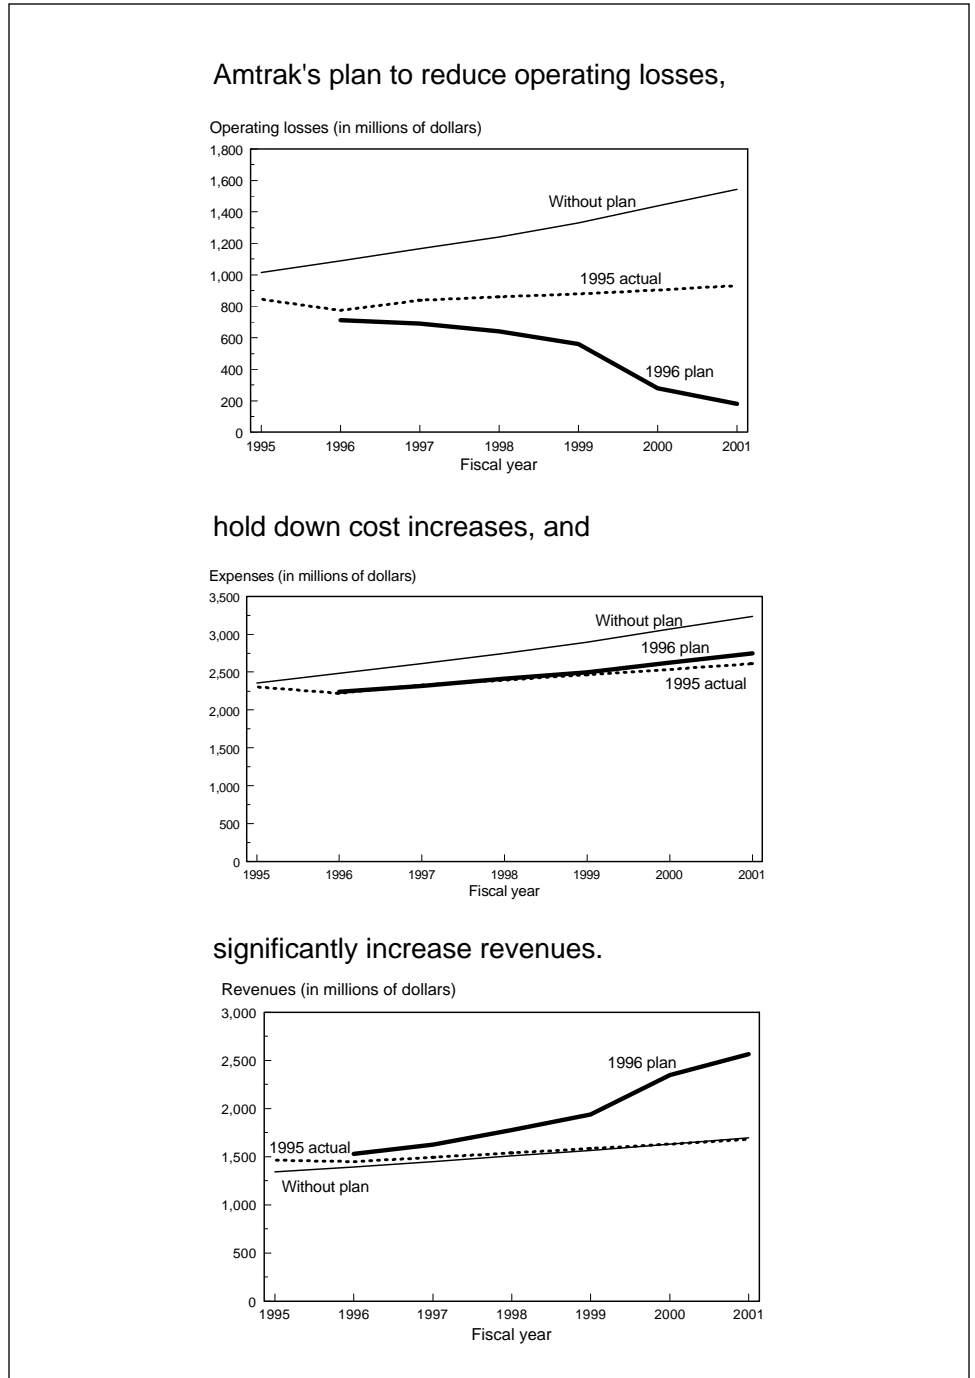 Amtrak's plan to reduce operating losses,
Operating losses (in millions of dollars)
1,800
1,600
1,400
1,200
1,000
800
600
400
200
0
Without plan
1995 actual
1996 plan
1995 1996 1997 1998 1999 2000 2001
Fiscal year
hold down cost increases, and
Expenses (in millions of dollars)
3,500
3,000
2,500
2,000
1,500
1,000
500
0
Without plan
1996 plan
1995 actual
1995 1996 1997 1998 1999 2000 2001
Fiscal year
significantly increase revenues.
Revenues (in millions of dollars)
3,000
2,500
2,000
1,500
1,000
500
0
1996 plan
1995 actual
Without plan
1995 1996 1997 1998 1999 2000 2001
Fiscal year